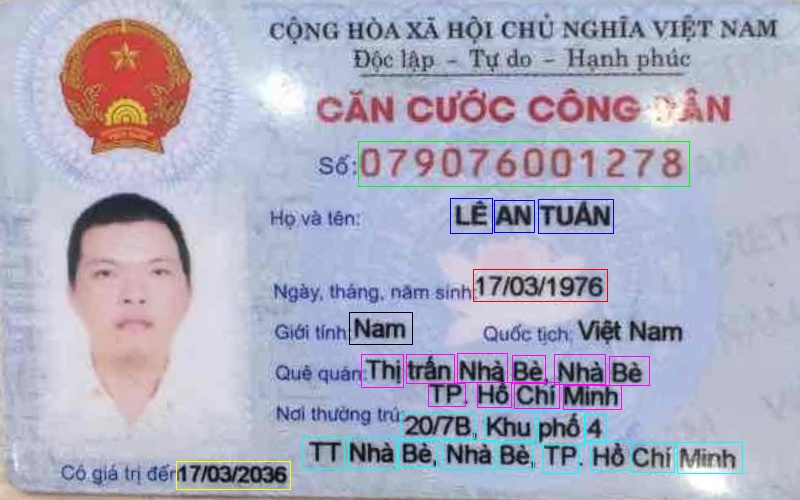 CỘNG HÒA XÃ HỘI CHỦ NGHĨA VIỆT NAM
Độc lập - Tự do - Hạnh phúc
CĂN CƯỚC CÔNG DÂN
Số: 079076001278
Họ và tên: LÊ AN TUẤN
Ngày, tháng, năm sinh: 17/03/1976
Giới tính: Nam Quốc tịch: Việt Nam
Quê quán: Thị trấn Nhà Bè, Nhà Bè
TP. Hồ Chí Minh
Nơi thường trú: 20/7B, Khu phố 4
TT Nhà Bè, Nhà Bè, TP. Hồ Chí Minh
Có giá trị đến 17/03/2036